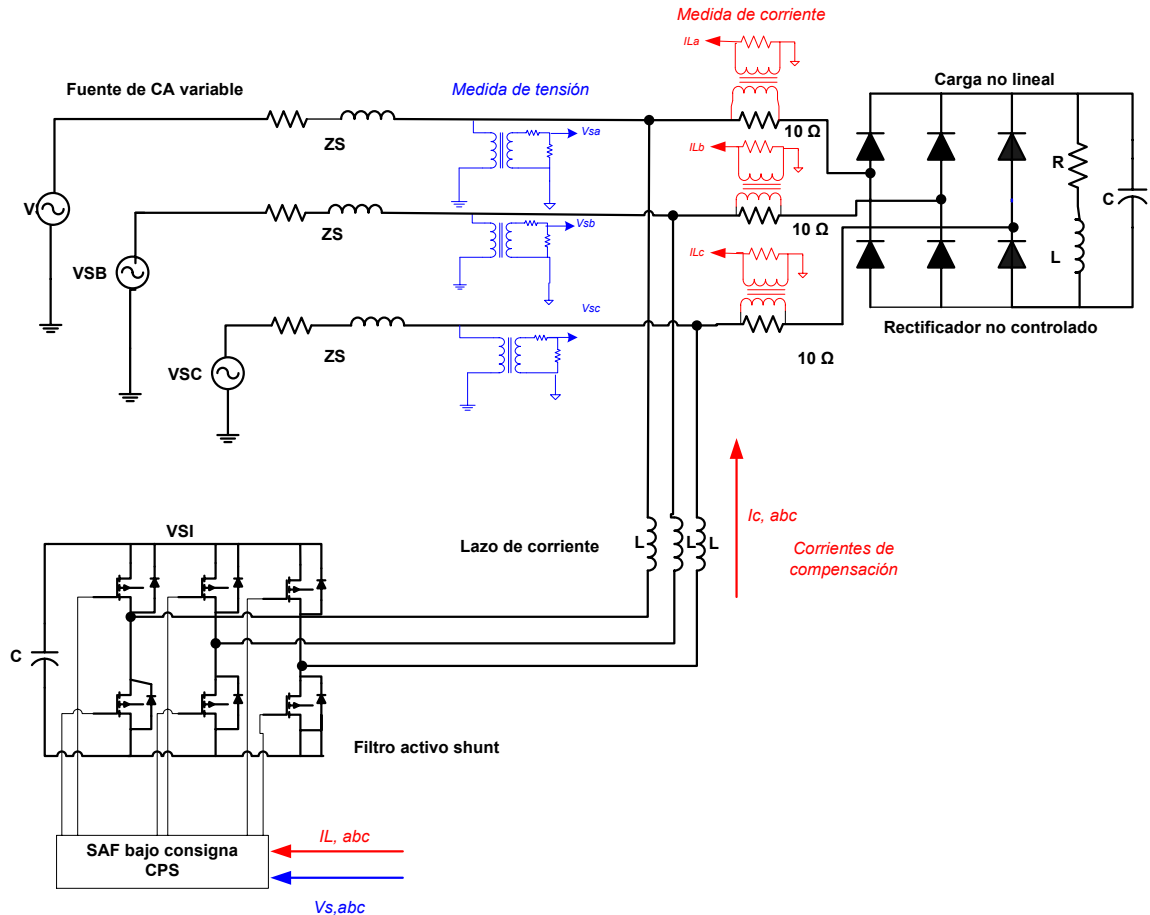 Medida de corriente
ILa
Fuente de CA variable
Medida de tensión
Carga no lineal
ZS
Vsa
10 Ω
ILb
R
C
V
ZS
Vsb
10 Ω
VSB
ILc
L
Vsc
Rectificador no controlado
ZS
10 Ω
VSC
VSI
Ic, abc
Lazo de corriente
L
L
L
Corrientes de
compensación
C
Filtro activo shunt
SAF bajo consigna
CPS
IL, abc
Vs,abc